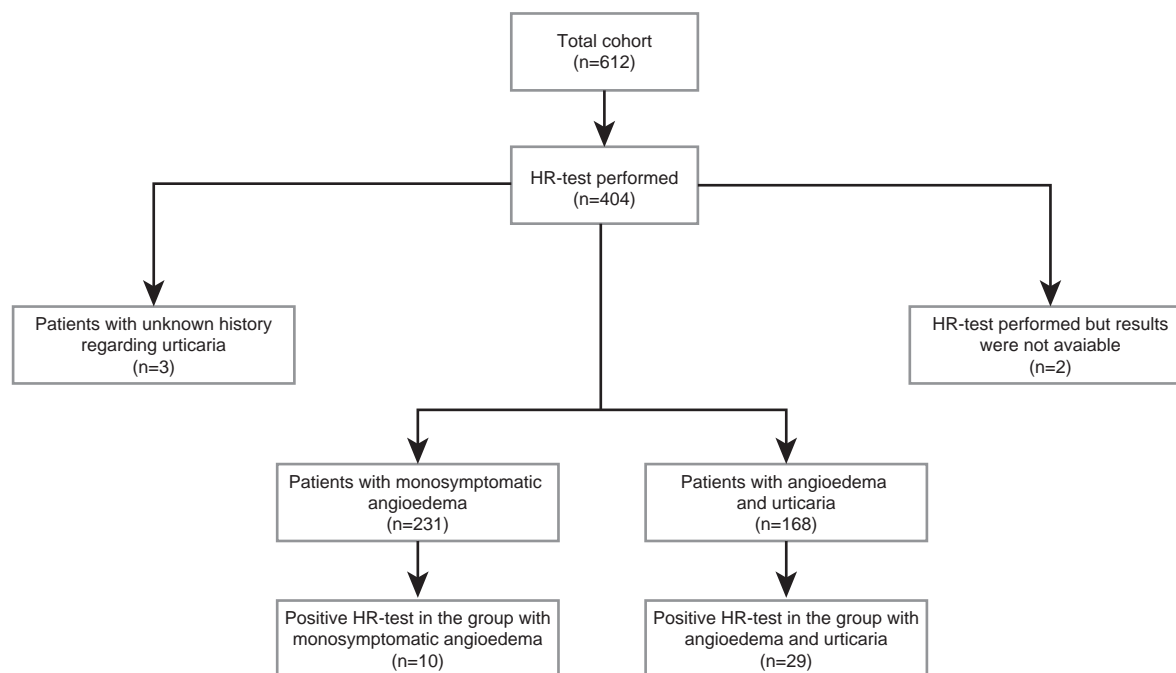 Total cohort
(n=612)
HR-test performed
(n=404)
Patients with unknown history
regarding urticaria
(n=3)
HR-test performed but results
were not avaiable
(n=2)
Patients with monosymptomatic
angioedema
(n=231)
Patients with angioedema
and urticaria
(n=168)
Positive HR-test in the group with
monosymptomatic angioedema
(n=10)
Positive HR-test in the group with
angioedema and urticaria
(n=29)